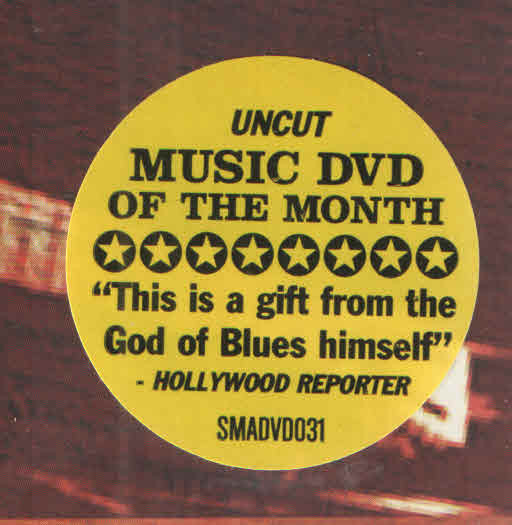 UNCUT
MUSIC DVD
OF THE MONTH
"This is a gift from the
God of Blues himself"
- HOLLYWOOD REPORTER
SMADVD031